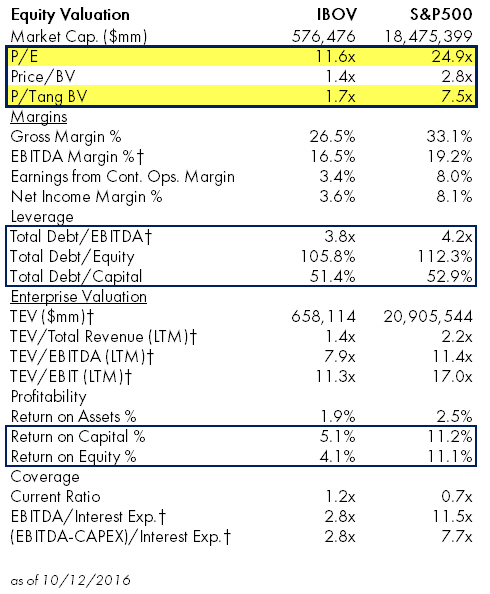 Equity Valuation IBOV S&P500
Market Cap. ($mm) 576,476 18,475,399
P/E 11.6x 24.9x
Price/BV 1.4x 2.8x
P/Tang BV 1.7x 7.5x
Margins
Gross Margin % 26.5% 33.1%
EBITDA Margin %† 16.5% 19.2%
Earnings from Cont. Ops. Margin 3.4% 8.0%
Net Income Margin % 3.6% 8.1%
Leverage
Total Debt/EBITDA† 3.8x 4.2x
Total Debt/Equity 105.8% 112.3%
Total Debt/Capital 51.4% 52.9%
Enterprise Valuation
TEV ($mm)† 658,114 20,905,544
TEV/Total Revenue (LTM)† 1.4x 2.2x
TEV/EBITDA (LTM)† 7.9x 11.4x
TEV/EBIT (LTM)† 11.3x 17.0x
Profitability
Return on Assets % 1.9% 2.5%
Return on Capital % 5.1% 11.2%
Return on Equity % 4.1% 11.1%
Coverage
Current Ratio 1.2x 0.7x
EBITDA/Interest Exp.† 2.8x 11.5x
(EBITDA-CAPEX)/Interest Exp.† 2.8x 7.7x
as of 10/12/2016